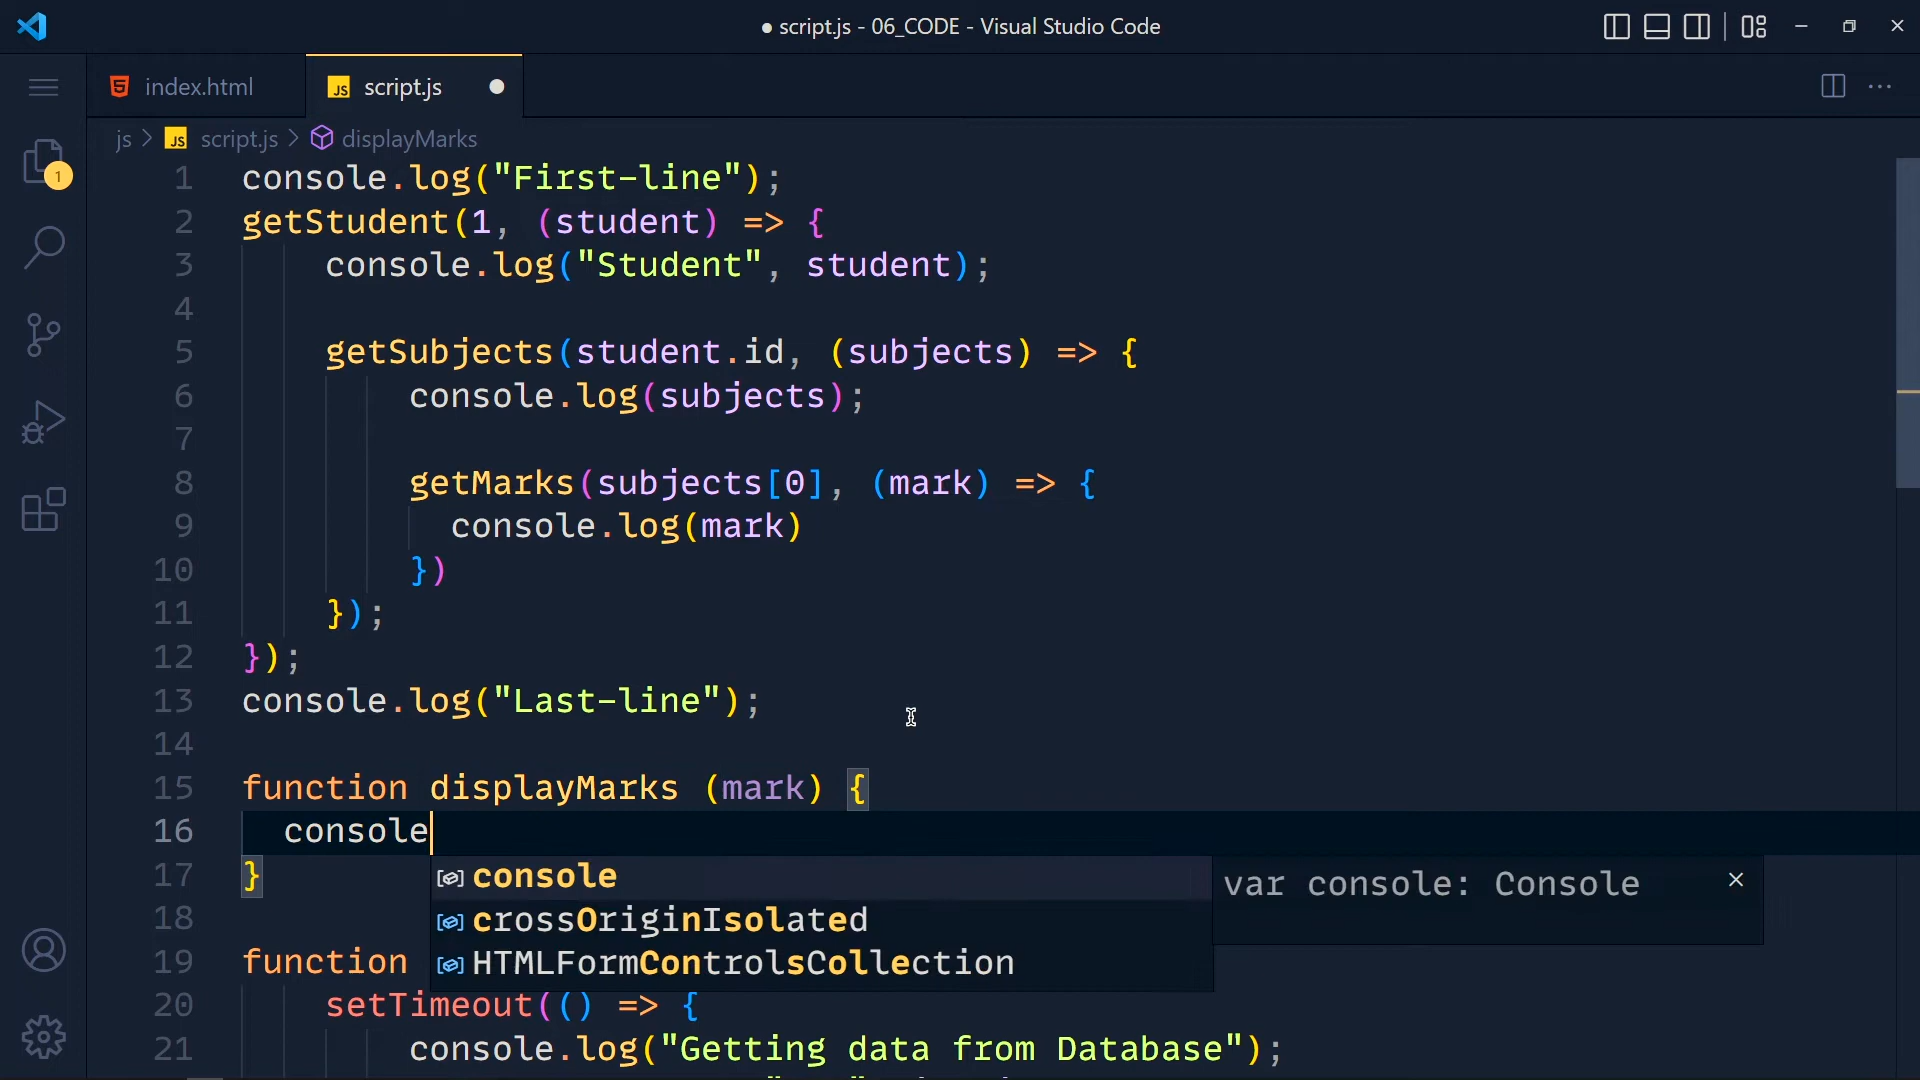 script.js - 06_CODE - Visual Studio Code
index.html
JS script.js
js > JS script.js > displayMarks
1
1 console.log("First-line");
2 getStudent(1, (student) => {
3 console.log("Student", student);
4
5 getSubjects(student.id, (subjects) => {
6 console.log(subjects);
7
8 getMarks(subjects[0], (mark) => {
9 console.log(mark)
10 })
11 });
12 });
13 console.log("Last-line");
14
15 function displayMarks (mark) {
16 console
17 }
console
var console: Console
18
crossOriginIsolated
19 function
HTMLFormControlsCollection
20 setTimeout(() => {
21 console.log("Getting data from Database");